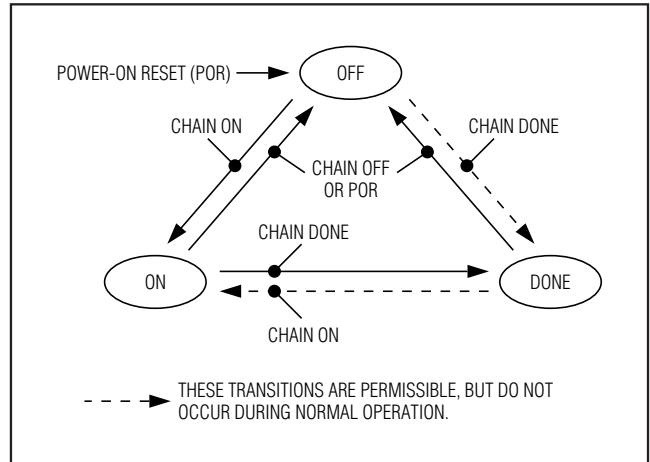 POWER-ON RESET (POR)
OFF
CHAIN ON
CHAIN DONE
CHAIN OFF
OR POR
CHAIN DONE
ON
DONE
CHAIN ON
THESE TRANSITIONS ARE PERMISSIBLE, BUT DO NOT
OCCUR DURING NORMAL OPERATION.